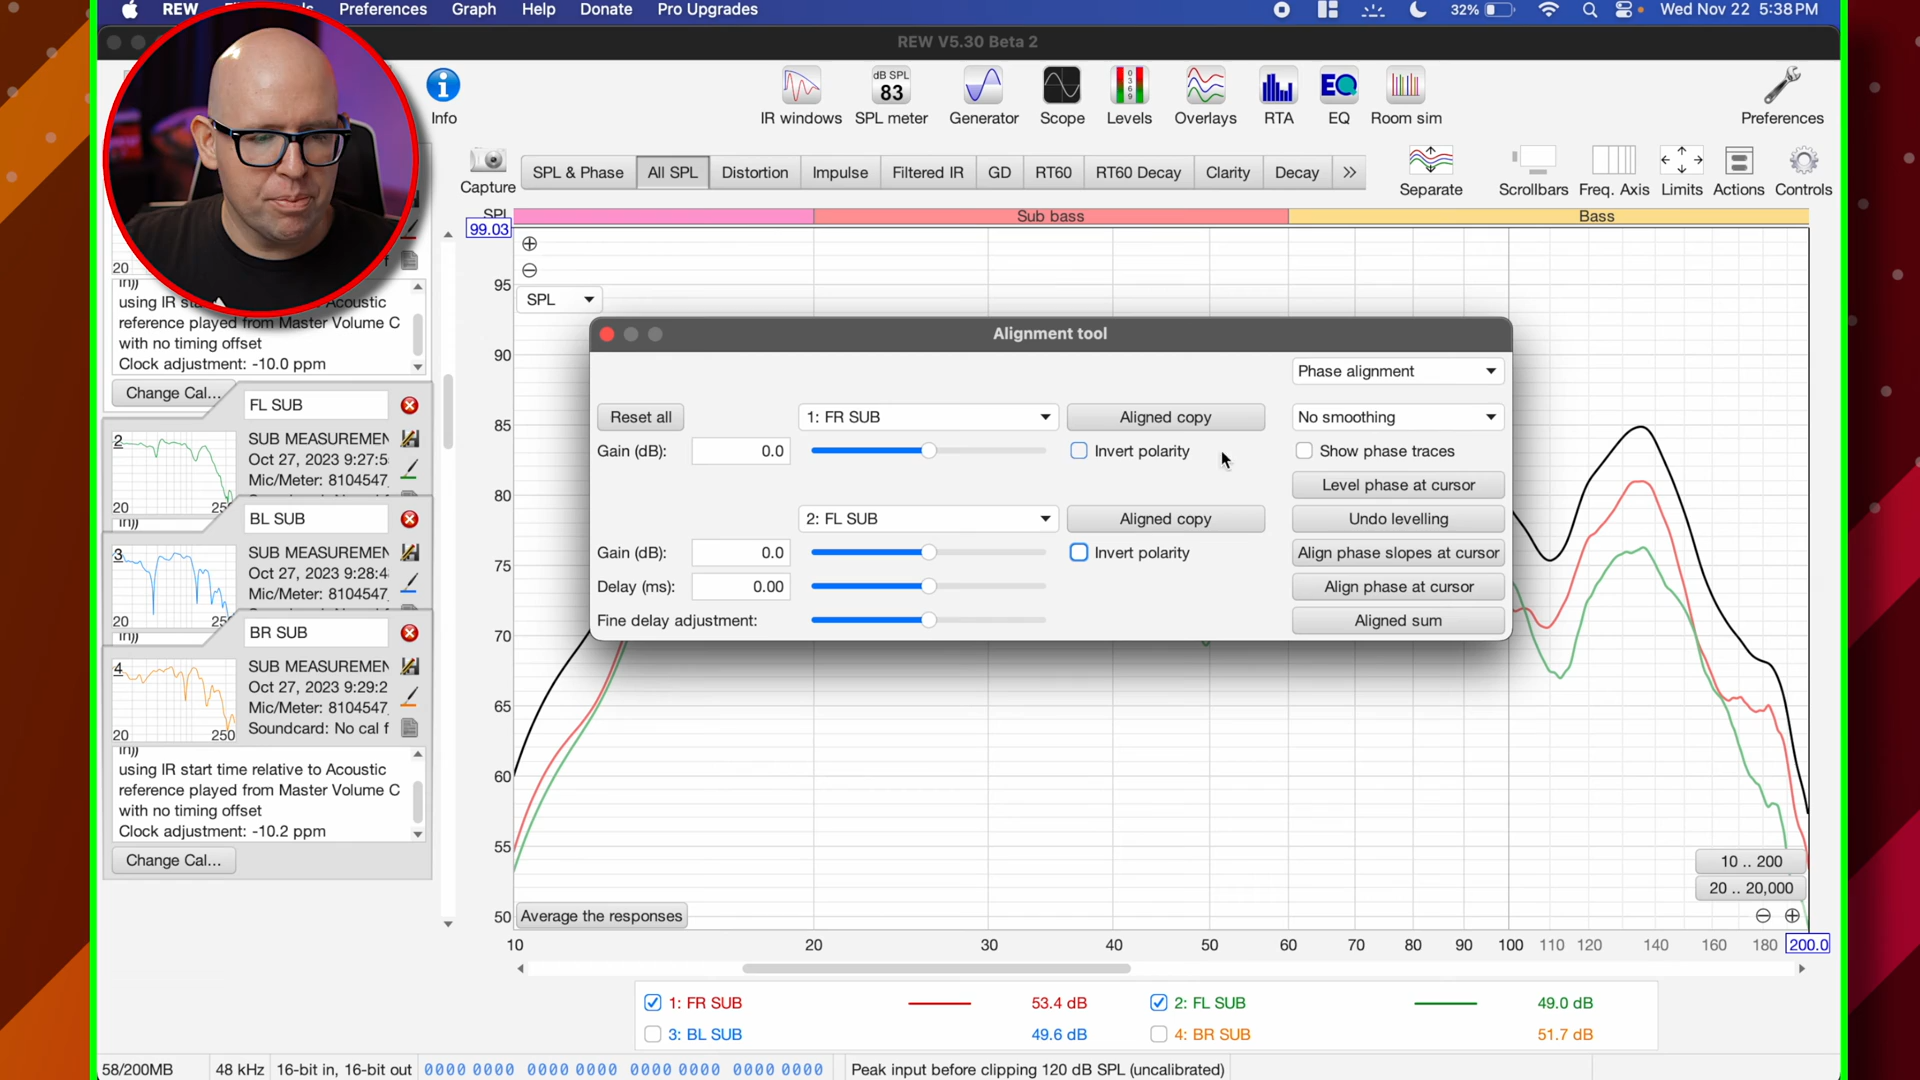 REW
Preferences
Graph
Help
Donate
Pro Upgrades
32%
Wed Nov 22 5:38 PM
REW V5.30 Beta 2
Info
IR windows
dB SPL
83
SPL meter
Generator
Scope
Levels
Overlays
RTA
EQ
EQ
Room sim
Preferences
Capture
SPL & Phase
All SPL
Distortion
Impulse
Filtered IR
GD
RT60
RT60 Decay
Clarity
Decay
Separate
Scrollbars
Freq. Axis
Limits
Actions
Controls
SPL
Sub bass
Bass
99.03
95
90
85
80
75
70
65
60
55
50
SPL
20
using IR
Acoustic
reference played from Master Volume C
with no timing offset
Clock adjustment: -10.0 ppm
Change Cal...
FL SUB
2
SUB MEASUREMEN
Oct 27, 2023 9:27:5
Mic/Meter: 8104547,
20
BL SUB
3
SUB MEASUREMEN
Oct 27, 2023 9:28:4
Mic/Meter: 8104547,
20
BR SUB
4
SUB MEASUREMEN
Oct 27, 2023 9:29:2
Mic/Meter: 8104547,
Soundcard: No cal f
20
250
using IR start time relative to Acoustic
reference played from Master Volume C
with no timing offset
Clock adjustment: -10.2 ppm
Change Cal...
Alignment tool
Phase alignment
Reset all
1: FR SUB
Aligned copy
No smoothing
Gain (dB):
0.0
Invert polarity
Show phase traces
Level phase at cursor
2: FL SUB
Aligned copy
Undo levelling
Gain (dB):
0.0
Invert polarity
Align phase slopes at cursor
Delay (ms):
0.00
Align phase at cursor
Fine delay adjustment:
Aligned sum
10 .. 200
20 .. 20,000
Average the responses
10
20
30
40
50
60
70
80
90
100
110
120
140
160
180
200.0
1: FR SUB
53.4 dB
2: FL SUB
49.0 dB
3: BL SUB
49.6 dB
4: BR SUB
51.7 dB
58/200MB
48 kHz
16-bit in, 16-bit out
0000 0000 0000 0000 0000 0000 0000 0000
Peak input before clipping 120 dB SPL (uncalibrated)